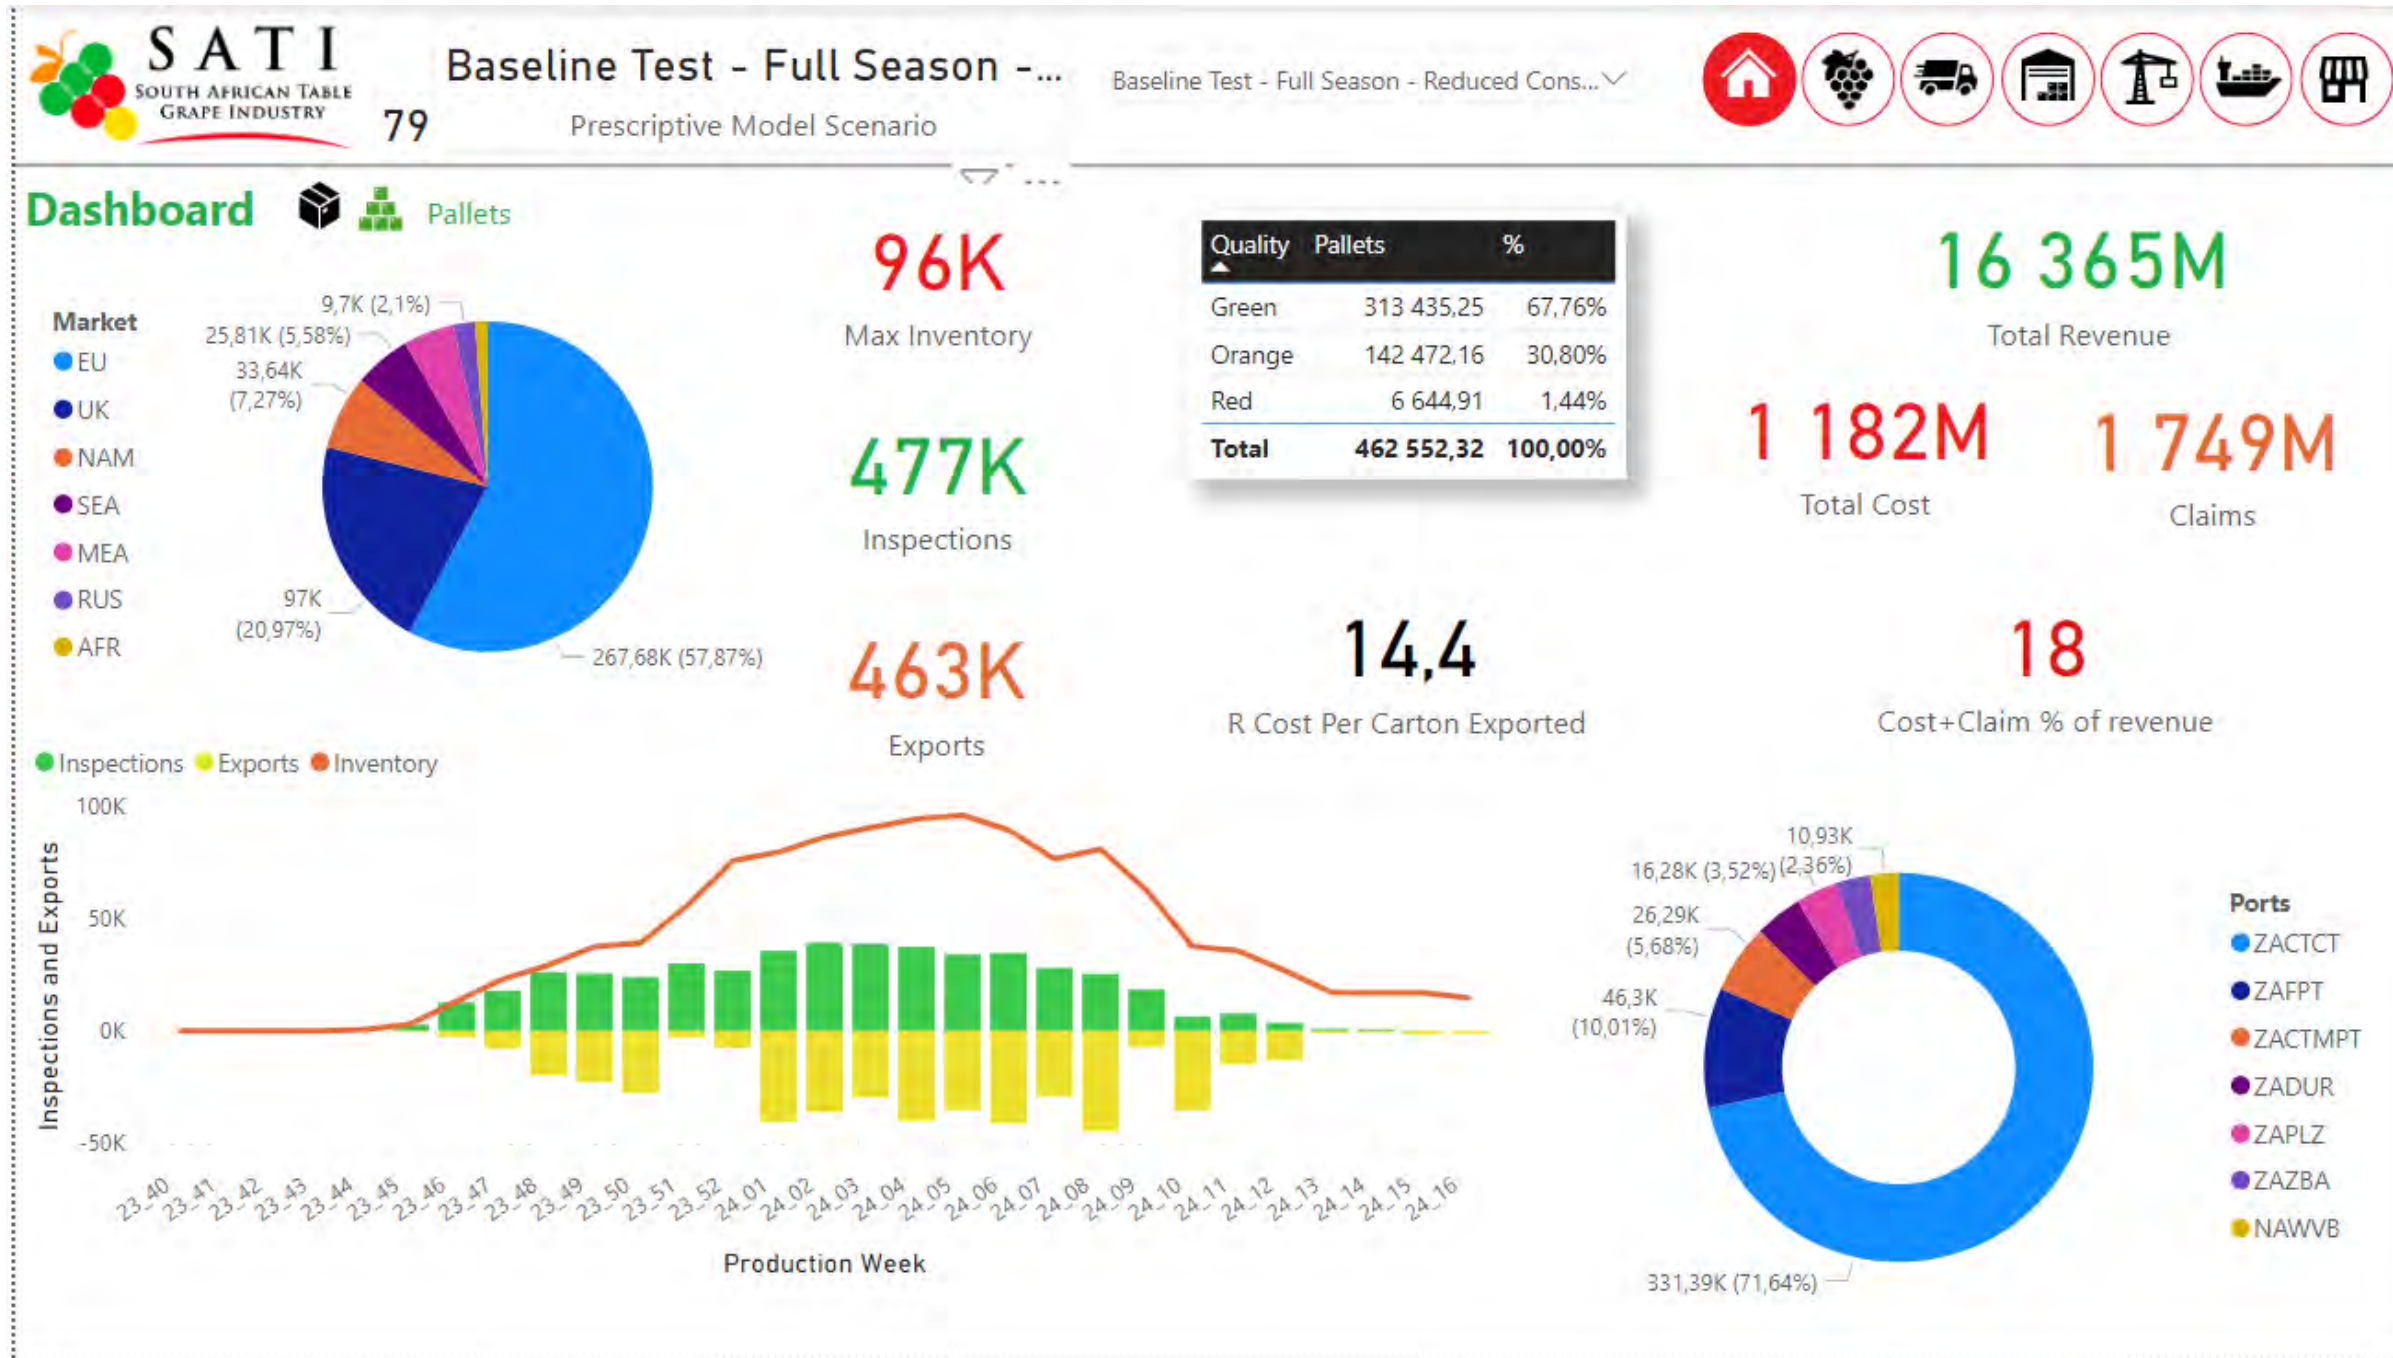 SATI
SOUTH AFRICAN TABLE
GRAPE INDUSTRY
79
Baseline Test - Full Season -...
Prescriptive Model Scenario
Baseline Test - Full Season - Reduced Cons...
Dashboard
Pallets
Market
EU
UK
NAM
SEA
MEA
RUS
AFR
9,7K (2,1%)
25,81K (5,58%)
33,64K
(7,27%)
97K
(20,97%)
267,68K (57,87%)
96K
Max Inventory
477K
Inspections
463K
Exports
Quality Pallets %
Green 313 435,25 67,76%
Orange 142 472,16 30,80%
Red 6 644,91 1,44%
Total 462 552,32 100,00%
16 365M
Total Revenue
1 182M
Total Cost
1 749M
Claims
14,4
R Cost Per Carton Exported
18
Cost+Claim % of revenue
Inspections Exports Inventory
Inspections and Exports
100K
50K
0K
-50K
23_40 23_41 23_42 23_43 23_44 23_45 23_46 23_47 23_48 23_49 23_50 23_51 23_52 24_01 24_02 24_03 24_04 24_05 24_06 24_07 24_08 24_09 24_10 24_11 24_12 24_13 24_14 24_15 24_16
Production Week
10,93K
(2,36%)
16,28K (3,52%)
26,29K
(5,68%)
46,3K
(10,01%)
331,39K (71,64%)
Ports
ZACTCT
ZAFPT
ZACTMPT
ZADUR
ZAPLZ
ZAZBA
NAWVB